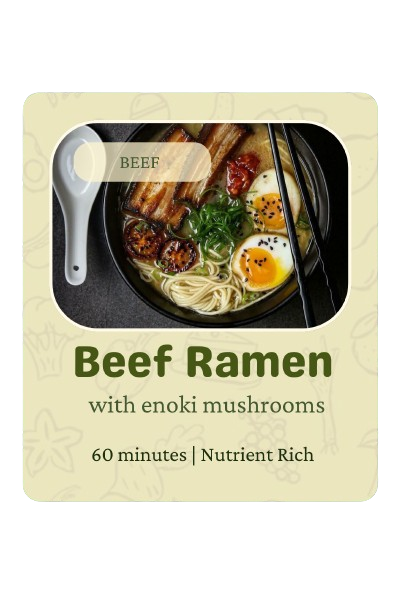 BEEF
Beef Ramen
with enoki mushrooms
60 minutes | Nutrient Rich